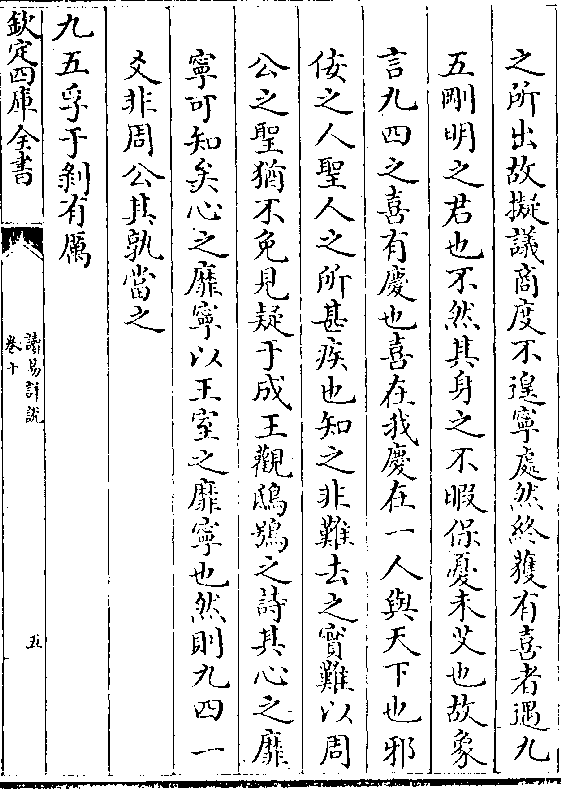 之所出故擬議商度不遑寧處然終獲有喜者遇九
五剛明之君也不然其身之不暇保憂未艾也故象
言九四之喜有慶也喜在我慶在一人與天下也邪
佞之人聖人之所甚疾也知之非難去之實難以周
公之聖猶不免見疑于成王觀鴟鴞之詩其心之靡
寧可知矣心之靡寧以王室之靡寧也然則九四一
爻非周公其孰當之
九五孚于剝有厲
欽定四庫全書
讀易詳說
卷十
五